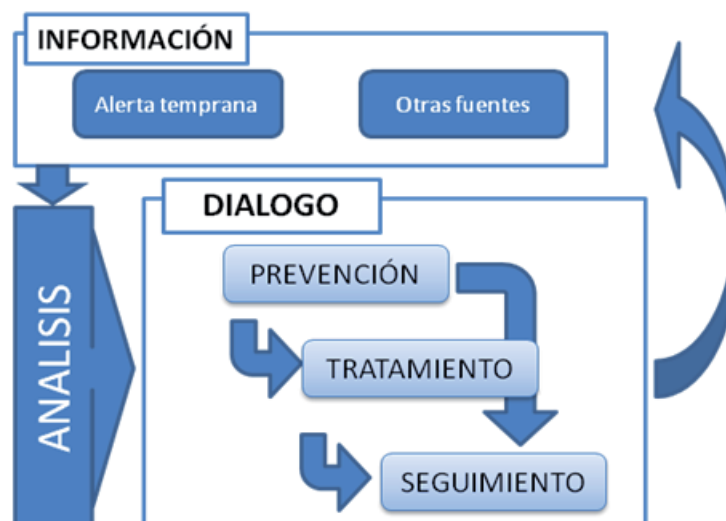 INFORMACIÓN
Alerta temprana
Otras fuentes
ANALISIS
DIALOGO
PREVENCIÓN
TRATAMIENTO
SEGUIMIENTO